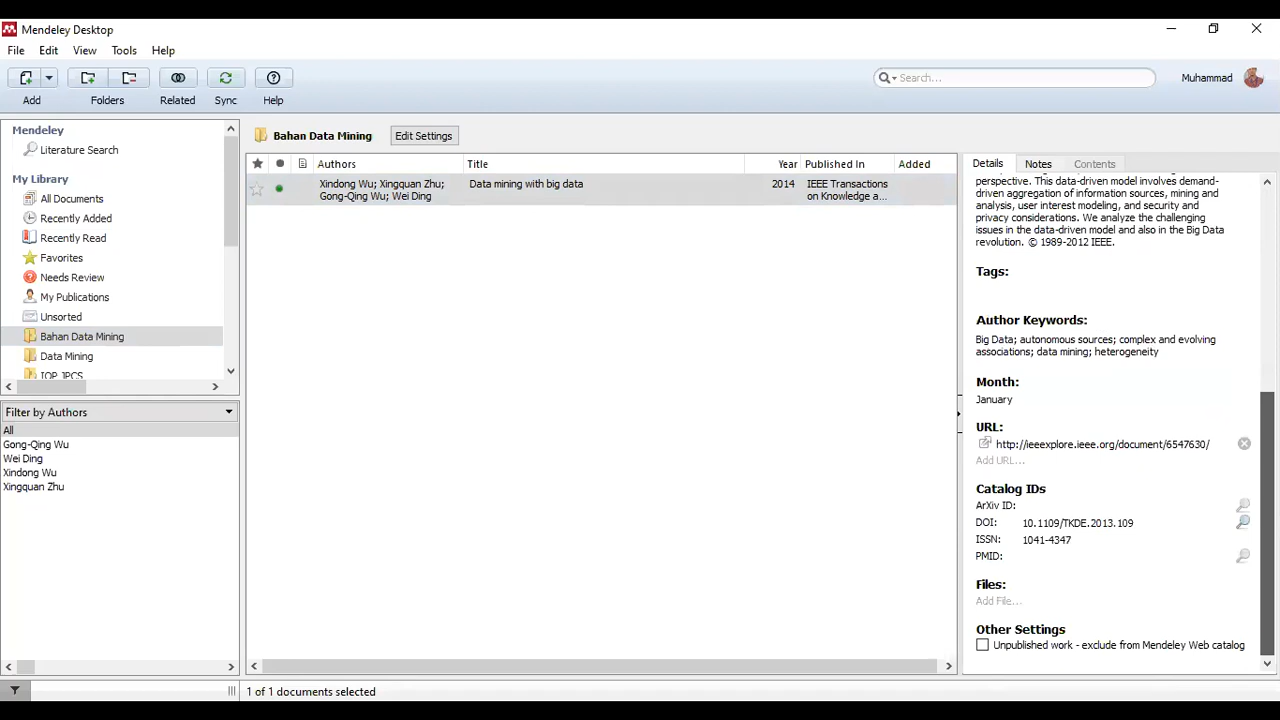 Mendeley Desktop
File Edit View Tools Help
Add Folders Related Sync Help
Search...
Muhammad
Mendeley
Literature Search
My Library
All Documents
Recently Added
Recently Read
Favorites
Needs Review
My Publications
Unsorted
Bahan Data Mining
Data Mining
IOP JPCS
Filter by Authors
All
Gong-Qing Wu
Wei Ding
Xindong Wu
Xingquan Zhu
Bahan Data Mining Edit Settings
Authors Title Year Published In Added
Xindong Wu; Xingquan Zhu; Data mining with big data 2014 IEEE Transactions
Gong-Qing Wu; Wei Ding on Knowledge a...
1 of 1 documents selected
Details Notes Contents
perspective. This data-driven model involves demand-
driven aggregation of information sources, mining and
analysis, user interest modeling, and security and
privacy considerations. We analyze the challenging
issues in the data-driven model and also in the Big Data
revolution. © 1989-2012 IEEE.
Tags:
Author Keywords:
Big Data; autonomous sources; complex and evolving
associations; data mining; heterogeneity
Month:
January
URL:
http://ieeexplore.ieee.org/document/6547630/
Add URL...
Catalog IDs
ArXiv ID:
DOI: 10.1109/TKDE.2013.109
ISSN: 1041-4347
PMID:
Files:
Add File...
Other Settings
Unpublished work - exclude from Mendeley Web catalog